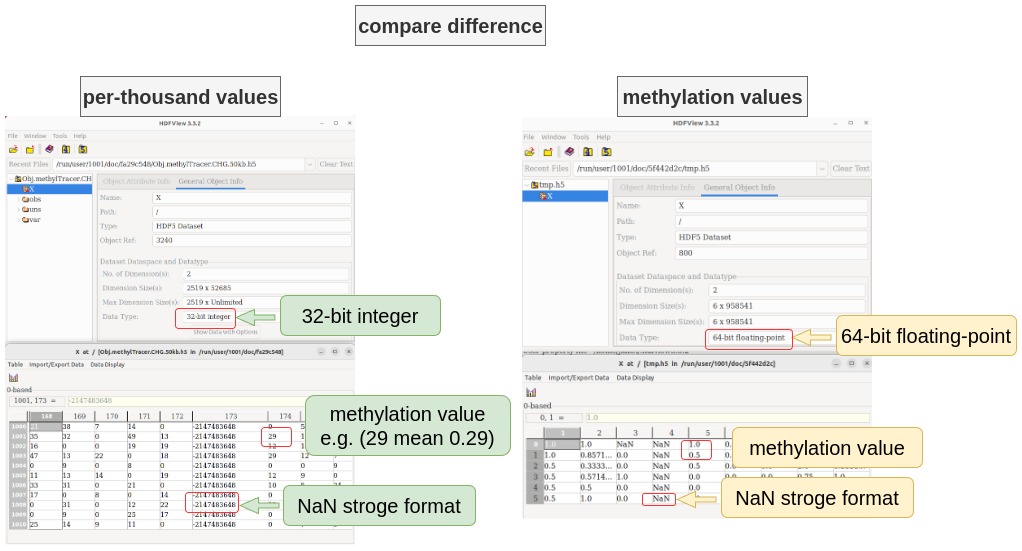 compare difference
per-thousand values
methylation values
HDFView 3.3.2
File Window Tools Help
Recent Files /run/user/1001/doc/fa29c548/Obj.methylTracer.CHG.50kb.h5 Clear Text
Obj.methylTracer.CH
X
obs
uns
var
Object Attribute Info General Object Info
Name: X
Path: /
Type: HDF5 Dataset
Object Ref: 3240
Dataset Dataspace and Datatype
No. of Dimension(s): 2
Dimension Size(s): 2519 x 52685
Max Dimension Size(s): 2519 x Unlimited
Data Type: 32-bit integer
Show Data with Options
32-bit integer
X at / [Obj.methylTracer.CHG.50kb.h5 in /run/user/1001/doc/fa29c548]
Table Import/Export Data Data Display
0-based
1001, 173 = -2147483648
168 169 170 171 172 173 174
1000 21 38 7 14 0 -2147483648 0 5
1001 35 32 0 49 13 -2147483648 29
1002 16 0 0 19 19 -2147483648 12
1003 47 13 22 0 18 -2147483648 29 12
1004 0 9 0 8 0 -2147483648 0 0 9
1005 11 13 14 0 19 -2147483648 12 9 0
1006 33 31 0 21 0 -2147483648 10 0
1007 17 0 8 0 14 -2147483648
1008 0 31 0 12 22 -2147483648
1009 0 9 0 25 17 -2147483648
1010 25 14 9 11 0 -2147483648
methylation value
e.g. (29 mean 0.29)
NaN stroge format
HDFView 3.3.2
File Window Tools Help
Recent Files /run/user/1001/doc/5f442d2c/tmp.h5 Clear Text
tmp.h5
X
Object Attribute Info General Object Info
Name: X
Path: /
Type: HDF5 Dataset
Object Ref: 800
Dataset Dataspace and Datatype
No. of Dimension(s): 2
Dimension Size(s): 6 x 958541
Max Dimension Size(s): 6 x 958541
Data Type: 64-bit floating-point
64-bit floating-point
X at / [tmp.h5 in /run/user/1001/doc/5f442d2c]
Table Import/Export Data Data Display
0-based
0, 1 = 1.0
1 2 3 4 5
0 1.0 1.0 NaN NaN 1.0
1 1.0 0.8571... 0.0 NaN 0.5
2 0.5 0.3333... 0.0 NaN 0.5
3 0.5 0.5714... 0.0 NaN 0.0
4 0.5 0.5 0.0 NaN 0.0
5 0.5 1.0 0.0 NaN
methylation value
NaN stroge format